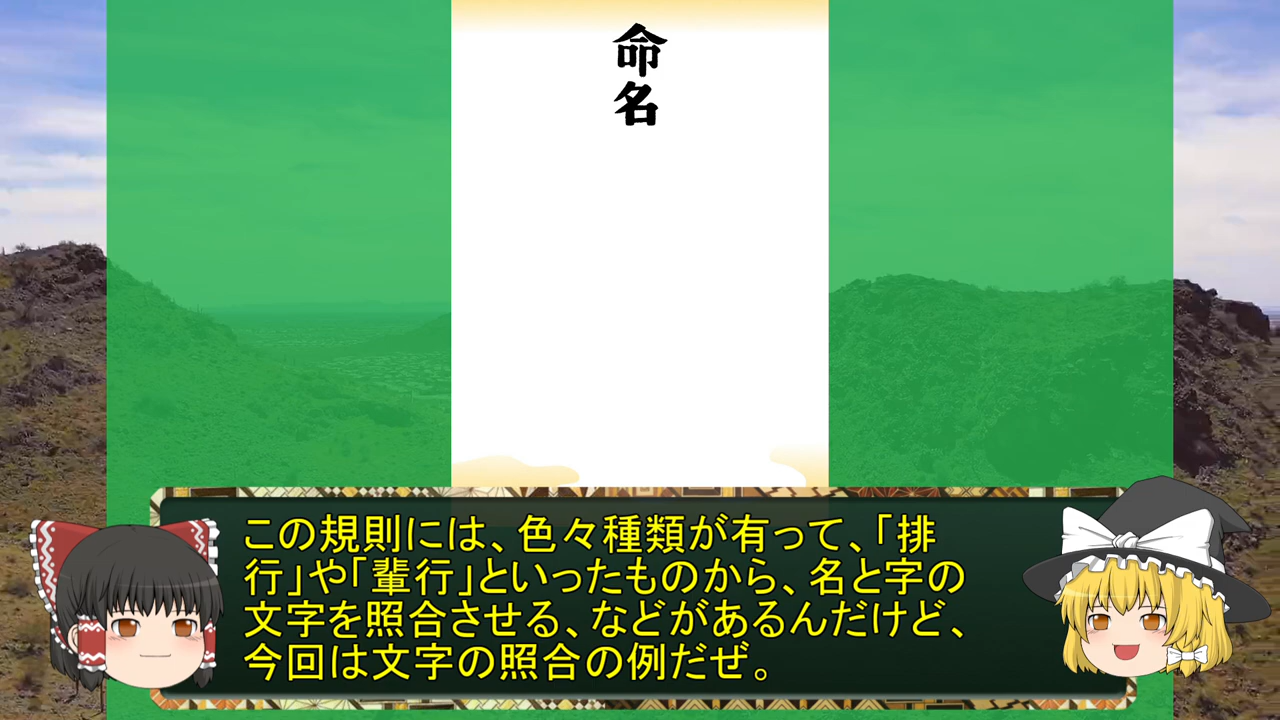 命名
この規則には、色々種類が有って、「排
行」や「輩行」といったものから、名と字の
文字を照合させる、などがあるんだけど、
今回は文字の照合の例だぜ。